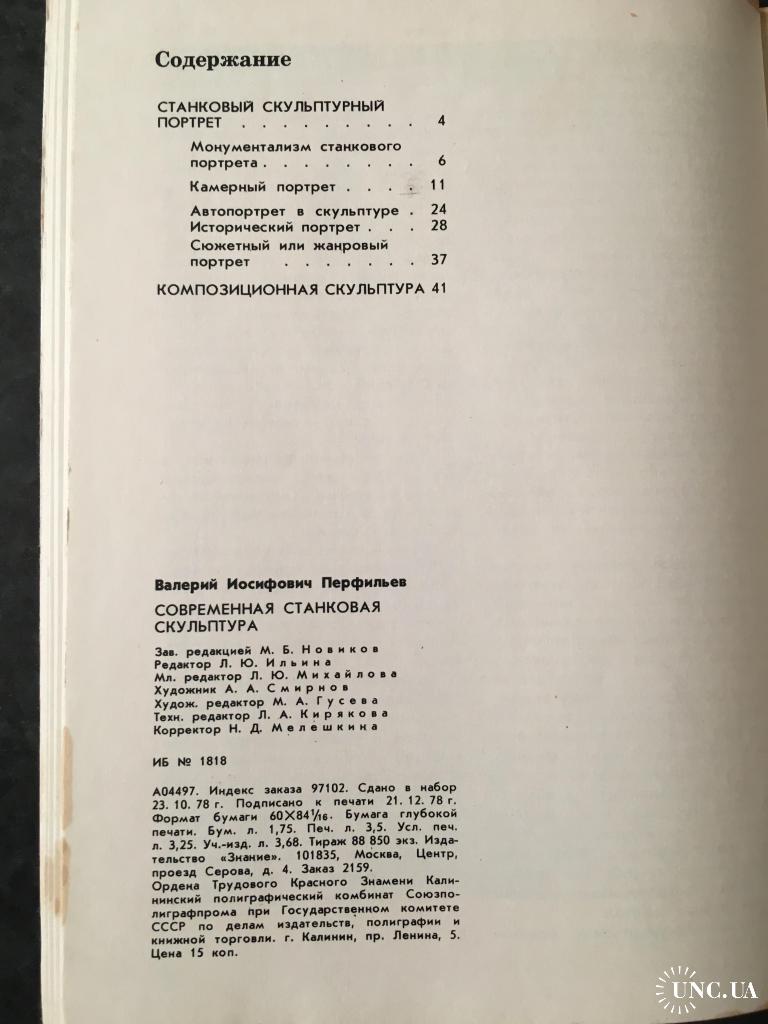 Содержание
СТАНКОВЫЙ СКУЛЬПТУРНЫЙ
ПОРТРЕТ . . . . . . . . . 4
Монументализм станкового
портрета . . . . . . . . 6
Камерный портрет . . . . 11
Автопортрет в скульптуре . 24
Исторический портрет . . . 28
Сюжетный или жанровый
портрет . . . . . . . 37
КОМПОЗИЦИОННАЯ СКУЛЬПТУРА 41
Валерий Иосифович Перфильев
СОВРЕМЕННАЯ СТАНКОВАЯ
СКУЛЬПТУРА
Зав. редакцией М. Б. Новиков
Редактор Л. Ю. Ильина
Мл. редактор Л. Ю. Михайлова
Художник А. А. Смирнов
Худож. редактор М. А. Гусева
Техн. редактор Л. А. Кирякова
Корректор Н. Д. Мелешкина
ИБ № 1818
А04497. Индекс заказа 97102. Сдано в набор
23. 10. 78 г. Подписано к печати 21. 12. 78 г.
Формат бумаги 60×84 1/16. Бумага глубокой
печати. Бум. л. 1,75. Печ. л. 3,5. Усл. печ.
л. 3,25. Уч.-изд. л. 3,68. Тираж 88 850 экз. Изда-
тельство «Знание». 101835, Москва, Центр,
проезд Серова, д. 4. Заказ 2159.
Ордена Трудового Красного Знамени Кали-
нинский полиграфический комбинат Союзпо-
лиграфпрома при Государственном комитете
СССР по делам издательств, полиграфии и
книжной торговли. г. Калинин, пр. Ленина, 5.
Цена 15 коп.
UNC.UA